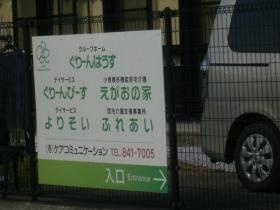 グループホーム
ぐりーんはうす
デイサービス 小規模多機能居宅介護
ぐりーんぴーす えがおの家
デイサービス 居宅介護支援事業所
よりそい ふれあい
(有)ケアコミュニケーション TEL.841-7005
入口 Entrance →